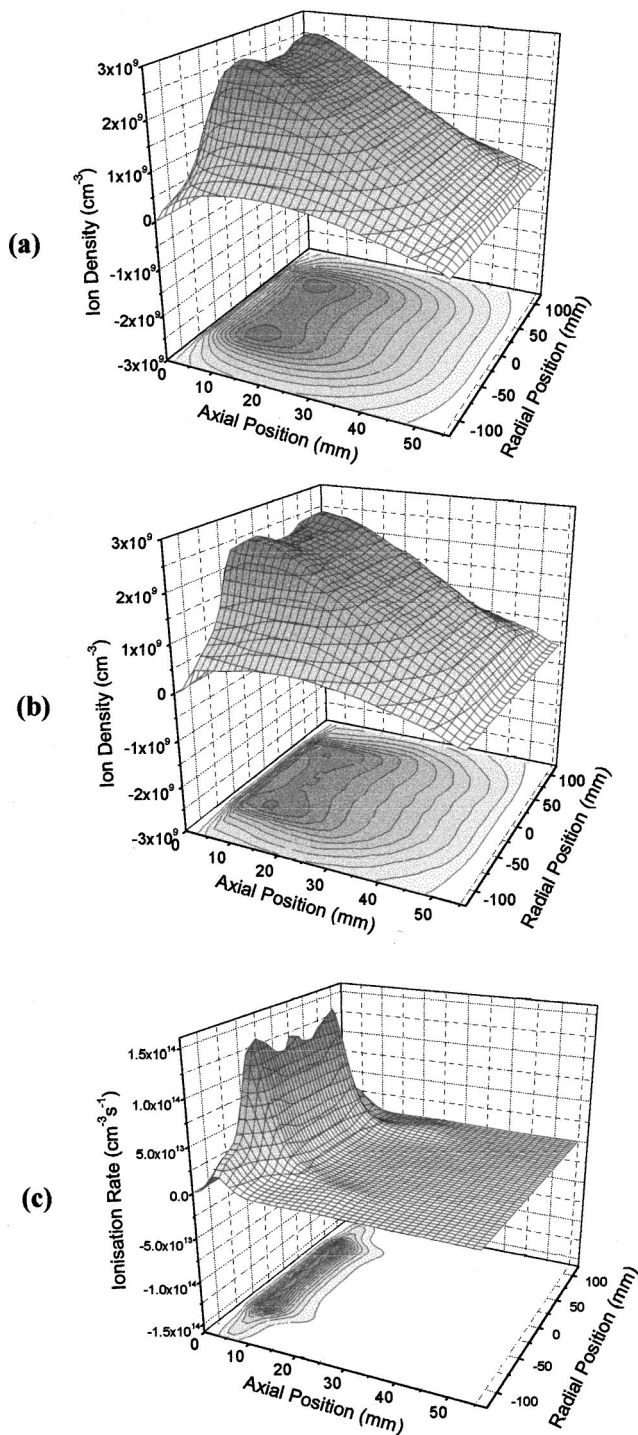 3x10⁹
2x10⁹
1x10⁹
0
-1x10⁹
-2x10⁹
-3x10⁹
Ion Density (cm⁻³)
(a)
0
10
20
30
40
50
Axial Position (mm)
-100
-50
0
50
100
Radial Position (mm)
3x10⁹
2x10⁹
1x10⁹
0
-1x10⁹
-2x10⁹
-3x10⁹
Ion Density (cm⁻³)
(b)
0
10
20
30
40
50
Axial Position (mm)
-100
-50
0
50
100
Radial Position (mm)
1.5x10¹⁴
1.0x10¹⁴
5.0x10¹³
0.0
-5.0x10¹³
-1.0x10¹⁴
-1.5x10¹⁴
Ionisation Rate (cm⁻³s⁻¹)
(c)
0
10
20
30
40
50
Axial Position (mm)
-100
-50
0
50
100
Radial Position (mm)